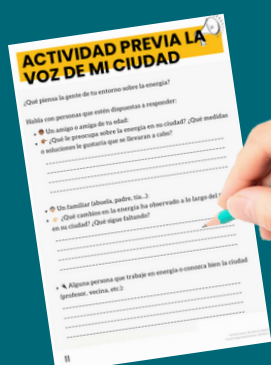 ACTIVIDAD PREVIA LA
VOZ DE MI CIUDAD
¿Qué piensa la gente de tu entorno sobre la energía?
Habla con personas que estén dispuestas a responder:
Un amigo o amiga de tu edad:
¿Qué le preocupa sobre la energía en su ciudad? ¿Qué medidas
o soluciones le gustaría que se llevaran a cabo?
Un familiar (abuela, padre, tía...):
¿Qué cambios en la energía ha observado a lo largo del
en su ciudad? ¿Qué sigue faltando?
Alguna persona que trabaje en energía o conozca bien la ciudad
(profesor, vecina, etc.):
11